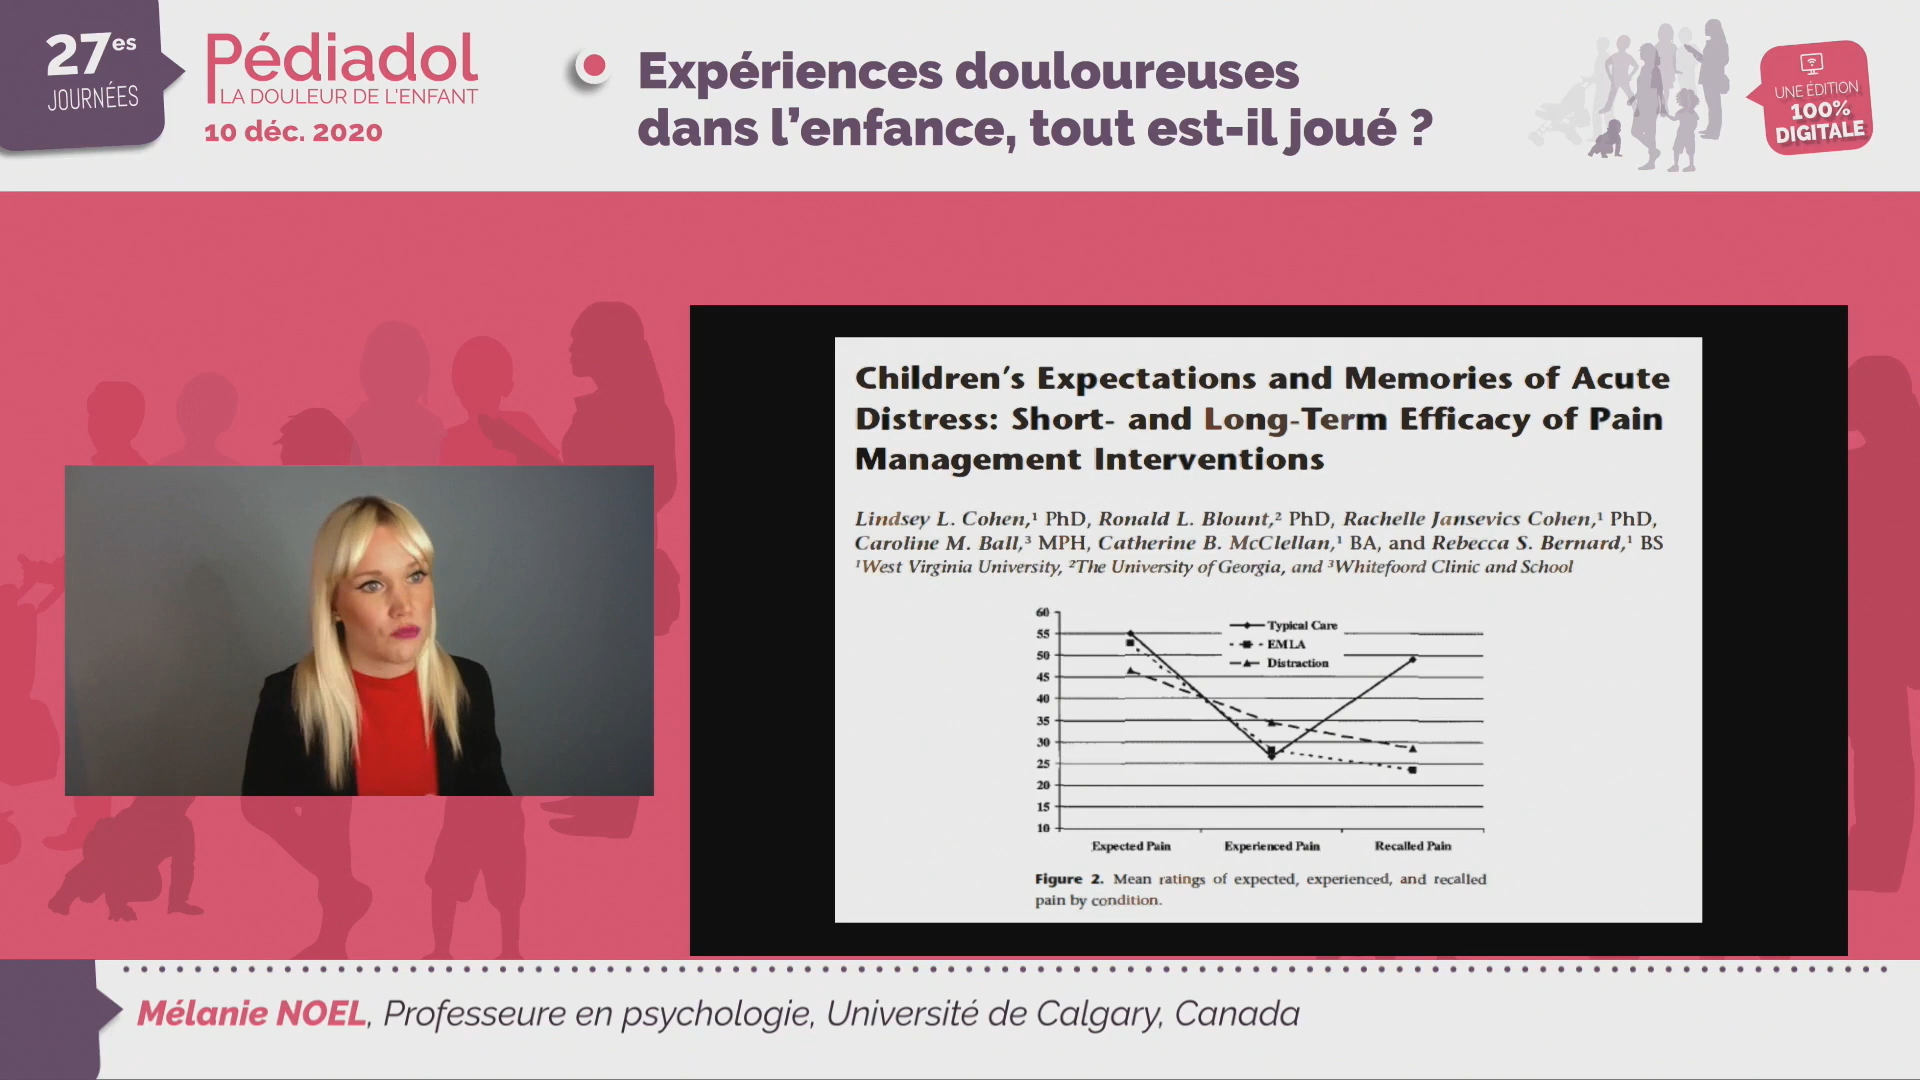 27es
JOURNÉES
Pédiadol
LA DOULEUR DE L'ENFANT
10 déc. 2020
Expériences douloureuses
dans l'enfance, tout est-il joué ?
UNE ÉDITION
100%
DIGITALE
Children's Expectations and Memories of Acute
Distress: Short- and Long-Term Efficacy of Pain
Management Interventions
Lindsey L. Cohen,¹ PhD, Ronald L. Blount,² PhD, Rachelle Jansevics Cohen,¹ PhD,
Caroline M. Ball,³ MPH, Catherine B. McClellan,¹ BA, and Rebecca S. Bernard,¹ BS
¹West Virginia University, ²The University of Georgia, and ³Whitefoord Clinic and School
60
55
50
45
40
35
30
25
20
15
10
Typical Care
EMLA
Distraction
Expected Pain Experienced Pain Recalled Pain
Figure 2. Mean ratings of expected, experienced, and recalled
pain by condition.
Mélanie NOEL, Professeure en psychologie, Université de Calgary, Canada